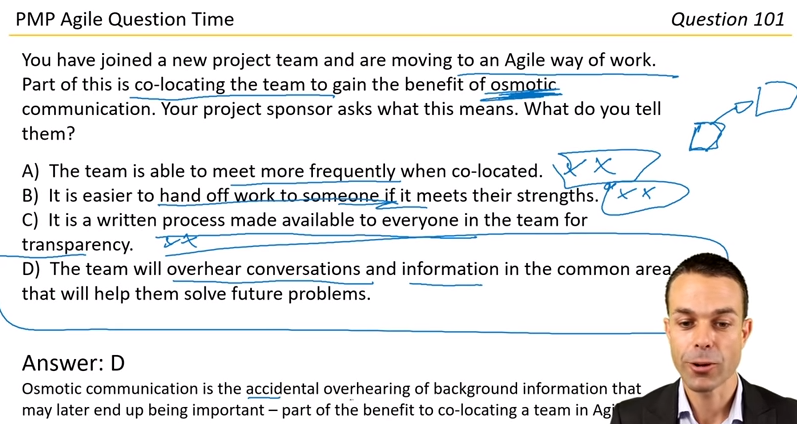 PMP Agile Question Time
Question 101
You have joined a new project team and are moving to an Agile way of work.
Part of this is co-locating the team to gain the benefit of osmotic
communication. Your project sponsor asks what this means. What do you tell
them?
A) The team is able to meet more frequently when co-located.
B) It is easier to hand off work to someone if it meets their strengths.
C) It is a written process made available to everyone in the team for
transparency.
D) The team will overhear conversations and information in the common area
that will help them solve future problems.
Answer: D
Osmotic communication is the accidental overhearing of background information that
may later end up being important – part of the benefit to co-locating a team in